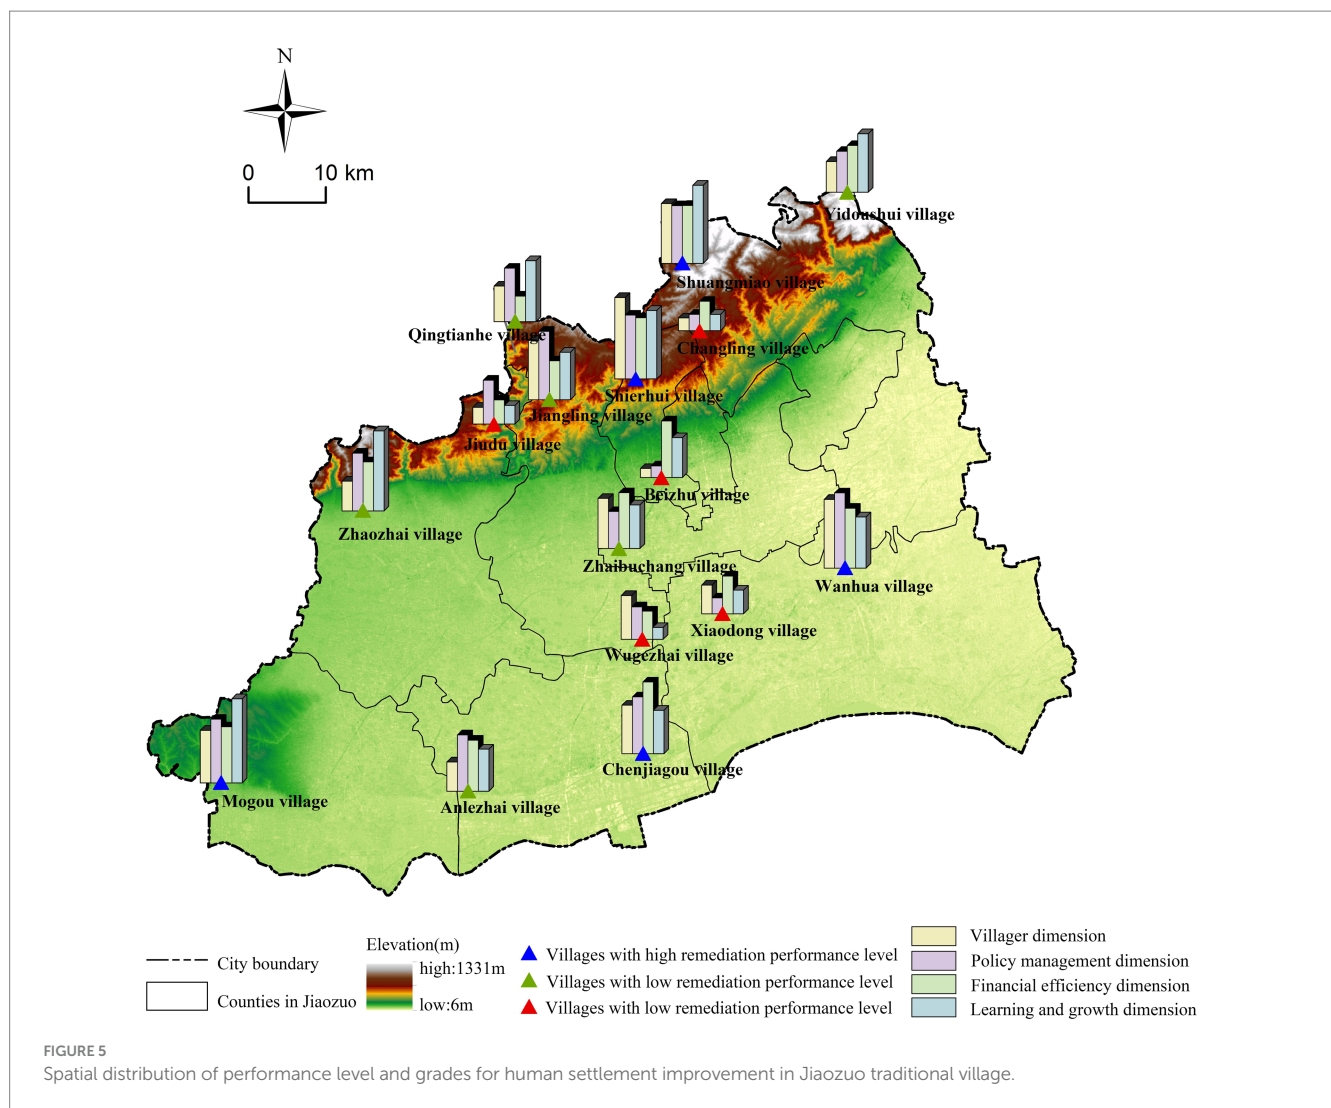 N
0 10 km
Yidoushui village
Shuangmiao village
Qingtianhe village
Changling village
Shierhui village
Jiangling village
Jiudu village
Beizhu village
Zhaozhai village
Zhaibuchang village
Wanhua village
Xiaodong village
Wugezhai village
Chenjiagou village
Mogou village
Anlezhai village
City boundary
Counties in Jiaozuo
Elevation(m)
high:1331m
low:6m
Villages with high remediation performance level
Villages with low remediation performance level
Villages with low remediation performance level
Villager dimension
Policy management dimension
Financial efficiency dimension
Learning and growth dimension
FIGURE 5
Spatial distribution of performance level and grades for human settlement improvement in Jiaozuo traditional village.